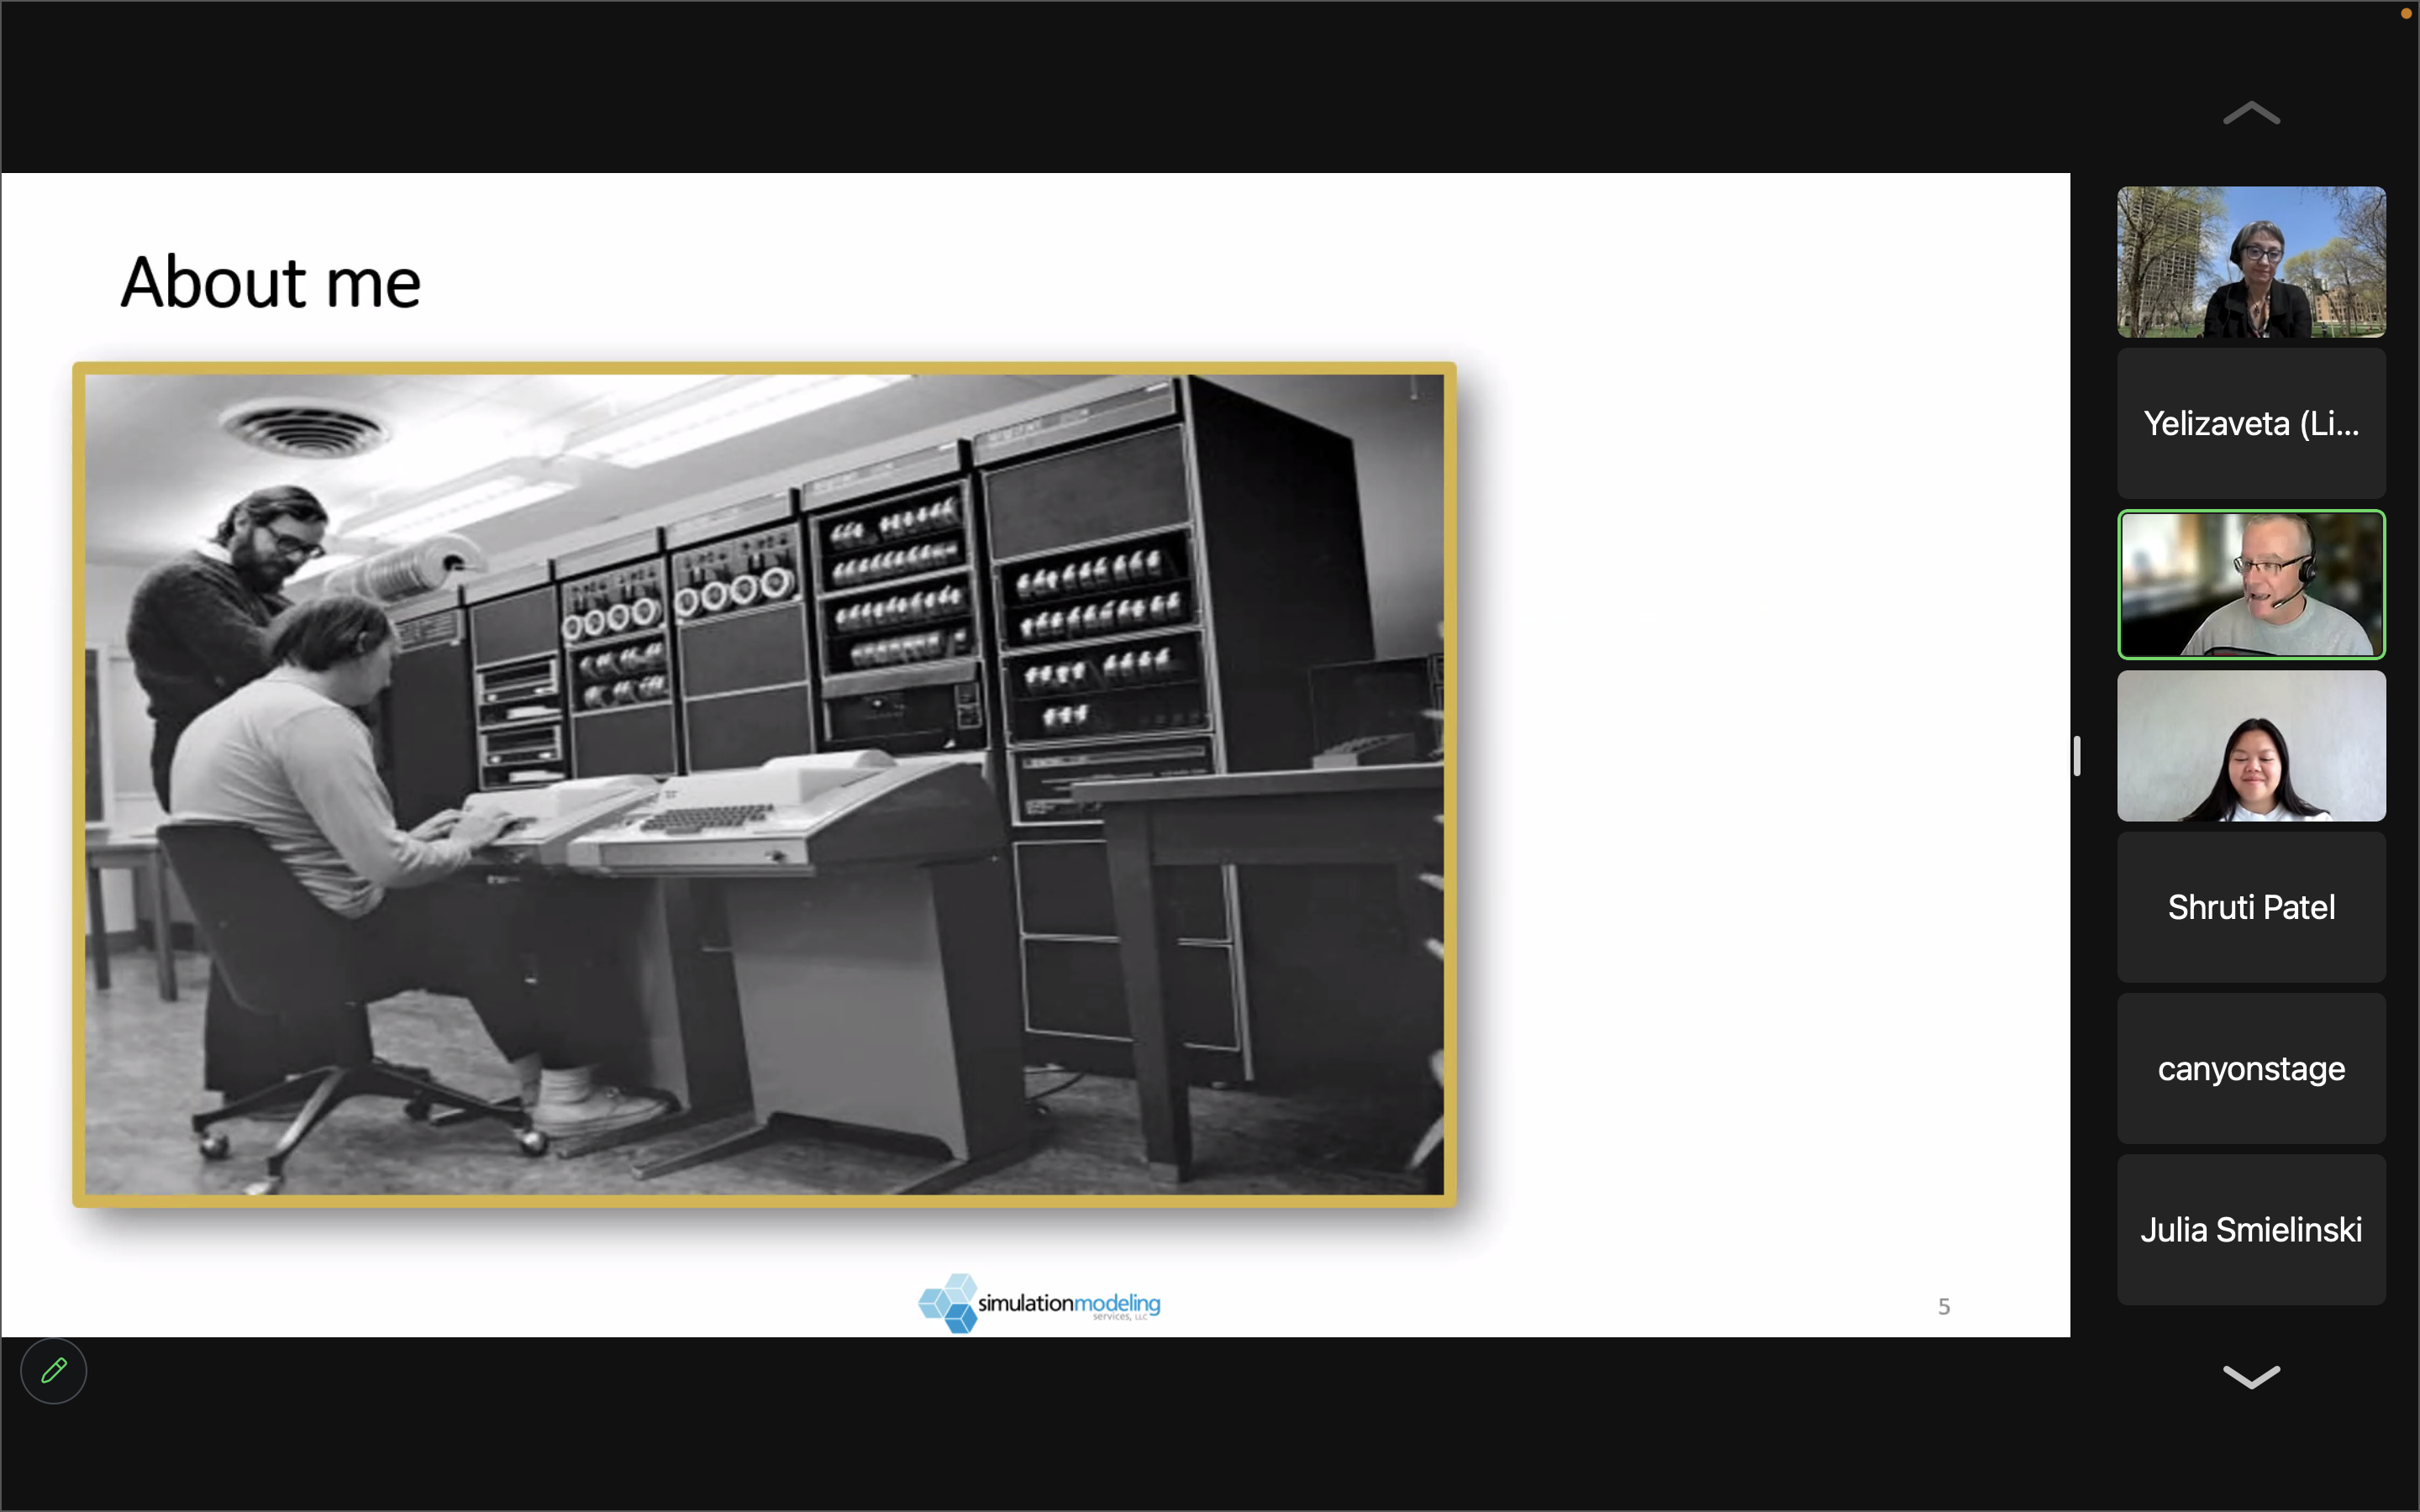 About me
simulationmodeling
services, LLC
5
Yelizaveta (Li...
Shruti Patel
canyonstage
Julia Smielinski